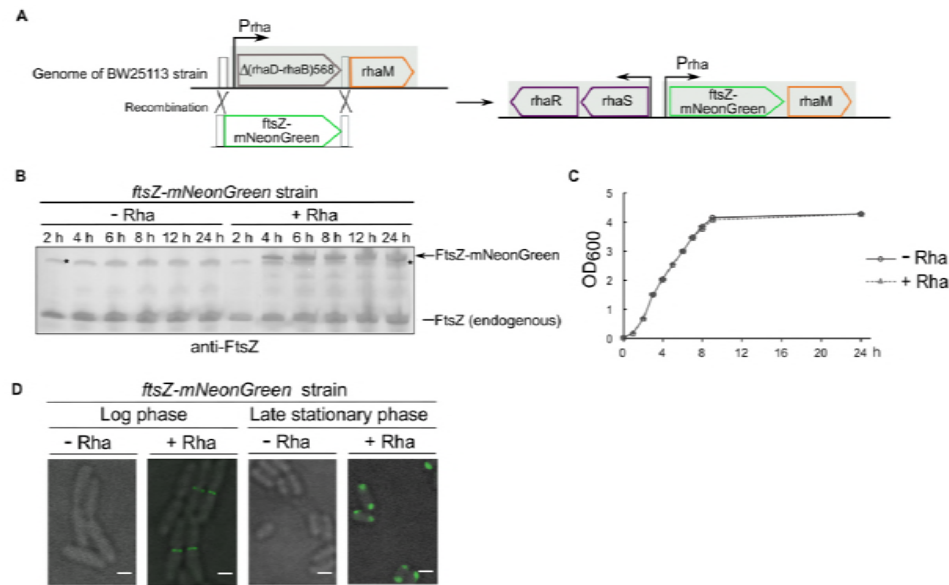 A
Prha
Genome of BW25113 strain
Δ(rhaD-rhaB)568
rhaM
Recombination
ftsZ-
mNeonGreen
Prha
rhaR
rhaS
ftsZ-
mNeonGreen
rhaM
B
ftsZ-mNeonGreen strain
- Rha
+ Rha
2 h 4 h 6 h 8 h 12 h 24 h 2 h 4 h 6 h 8 h 12 h 24 h
*
FtsZ-mNeonGreen
*
FtsZ (endogenous)
anti-FtsZ
C
OD600
5
4
3
2
1
0
0 4 8 12 16 20 24 h
- Rha
+ Rha
D
ftsZ-mNeonGreen strain
Log phase
Late stationary phase
- Rha
+ Rha
- Rha
+ Rha